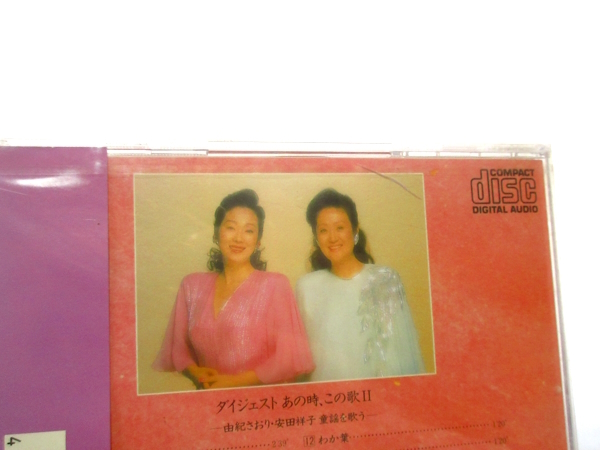 COMPACT
disc
DIGITAL AUDIO
ダイジェスト あの時、この歌II
—由紀さおり・安田祥子 童謡を歌う—
12 わか葉
4